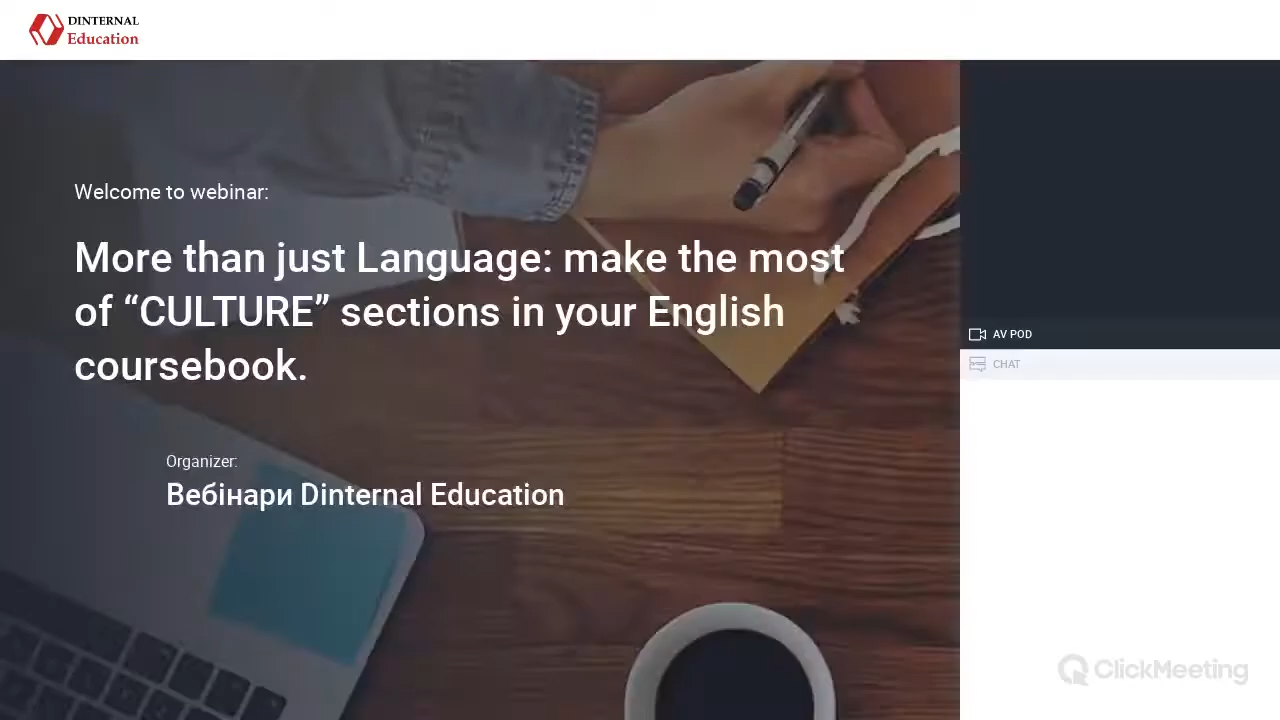 DINTERNAL
Education
Welcome to webinar:
More than just Language: make the most
of “CULTURE” sections in your English
coursebook.
Organizer:
Вебінари Dinternal Education
AV POD
CHAT
ClickMeeting